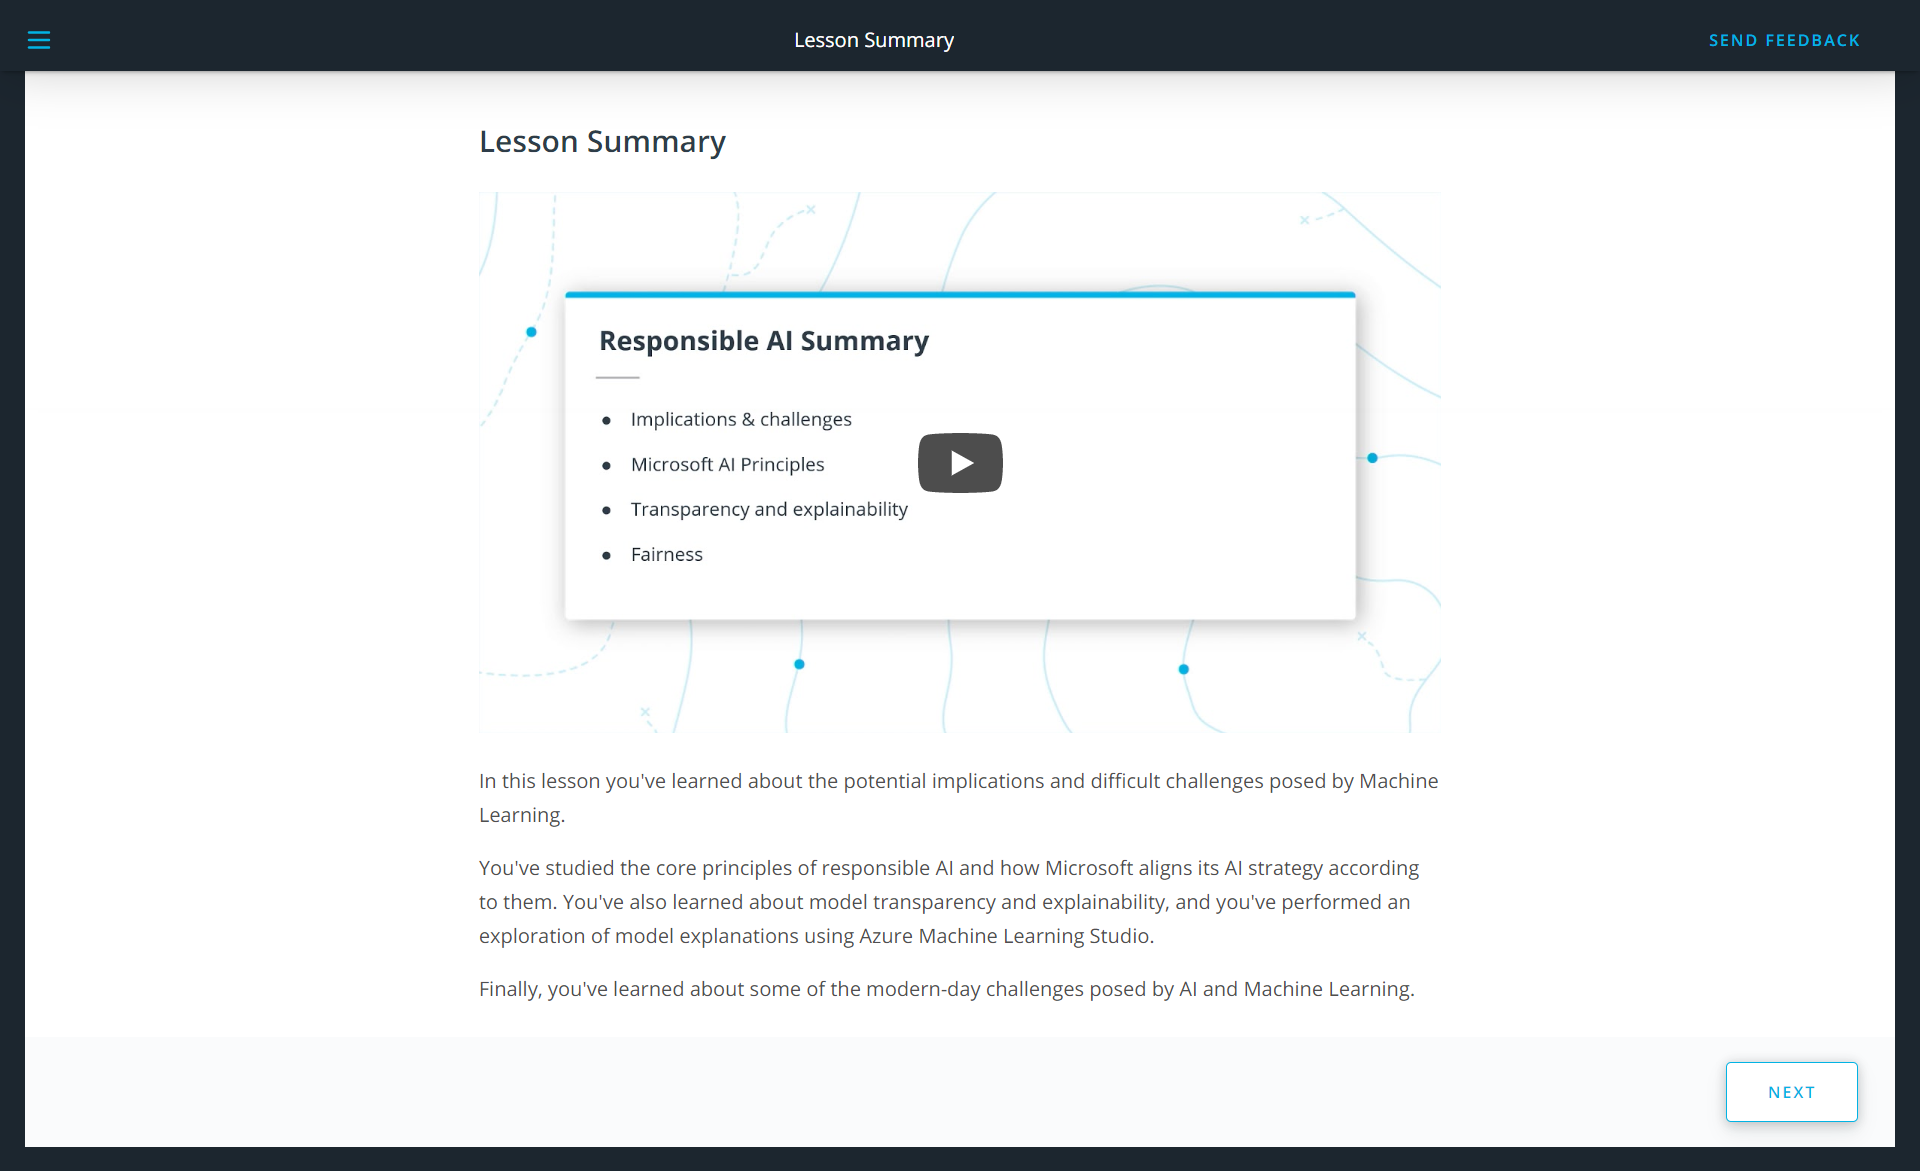 Lesson Summary
SEND FEEDBACK
Lesson Summary
Responsible AI Summary
Implications & challenges
Microsoft AI Principles
Transparency and explainability
Fairness
In this lesson you've learned about the potential implications and difficult challenges posed by Machine
Learning.
You've studied the core principles of responsible AI and how Microsoft aligns its AI strategy according
to them. You've also learned about model transparency and explainability, and you've performed an
exploration of model explanations using Azure Machine Learning Studio.
Finally, you've learned about some of the modern-day challenges posed by AI and Machine Learning.
NEXT